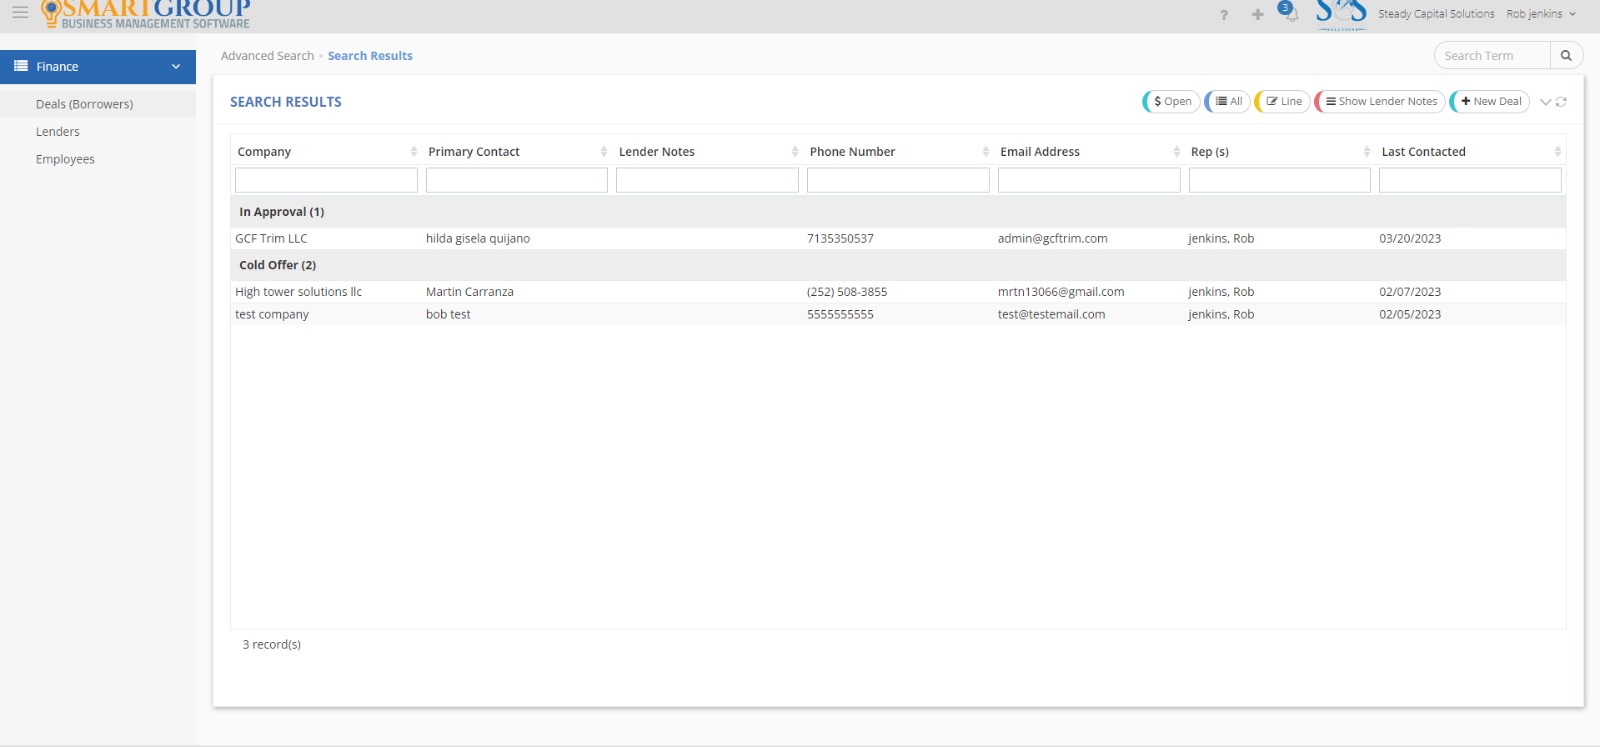 SMARTGROUP
BUSINESS MANAGEMENT SOFTWARE
? 3 SCS SOLUTIONS Steady Capital Solutions Rob jenkins
Finance
Advanced Search Search Results
Search Term
Deals (Borrowers)
Lenders
Employees
SEARCH RESULTS
$ Open All Line Show Lender Notes + New Deal
Company Primary Contact Lender Notes Phone Number Email Address Rep (s) Last Contacted
In Approval (1)
GCF Trim LLC hilda gisela quijano 7135350537 admin@gcftrim.com jenkins, Rob 03/20/2023
Cold Offer (2)
High tower solutions llc Martin Carranza (252) 508-3855 mrtn13066@gmail.com jenkins, Rob 02/07/2023
test company bob test 5555555555 test@testemail.com jenkins, Rob 02/05/2023
3 record(s)